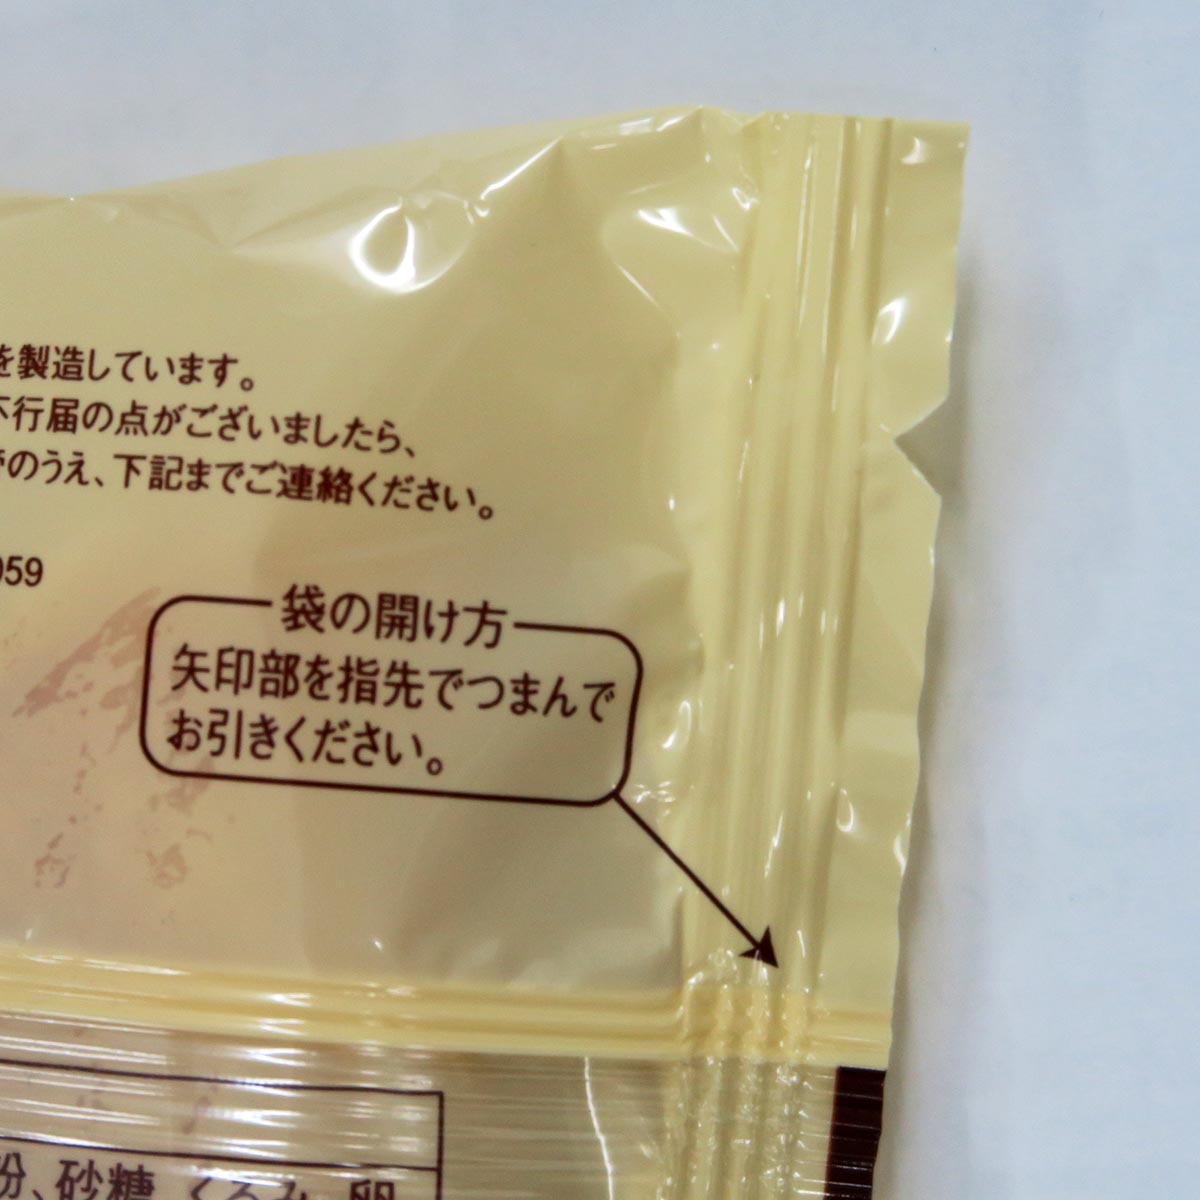 を製造しています。
不行届の点がございましたら、
のうえ、下記までご連絡ください。
059
袋の開け方
矢印部を指先でつまんで
お引きください。
粉、砂糖、くるみ、卵